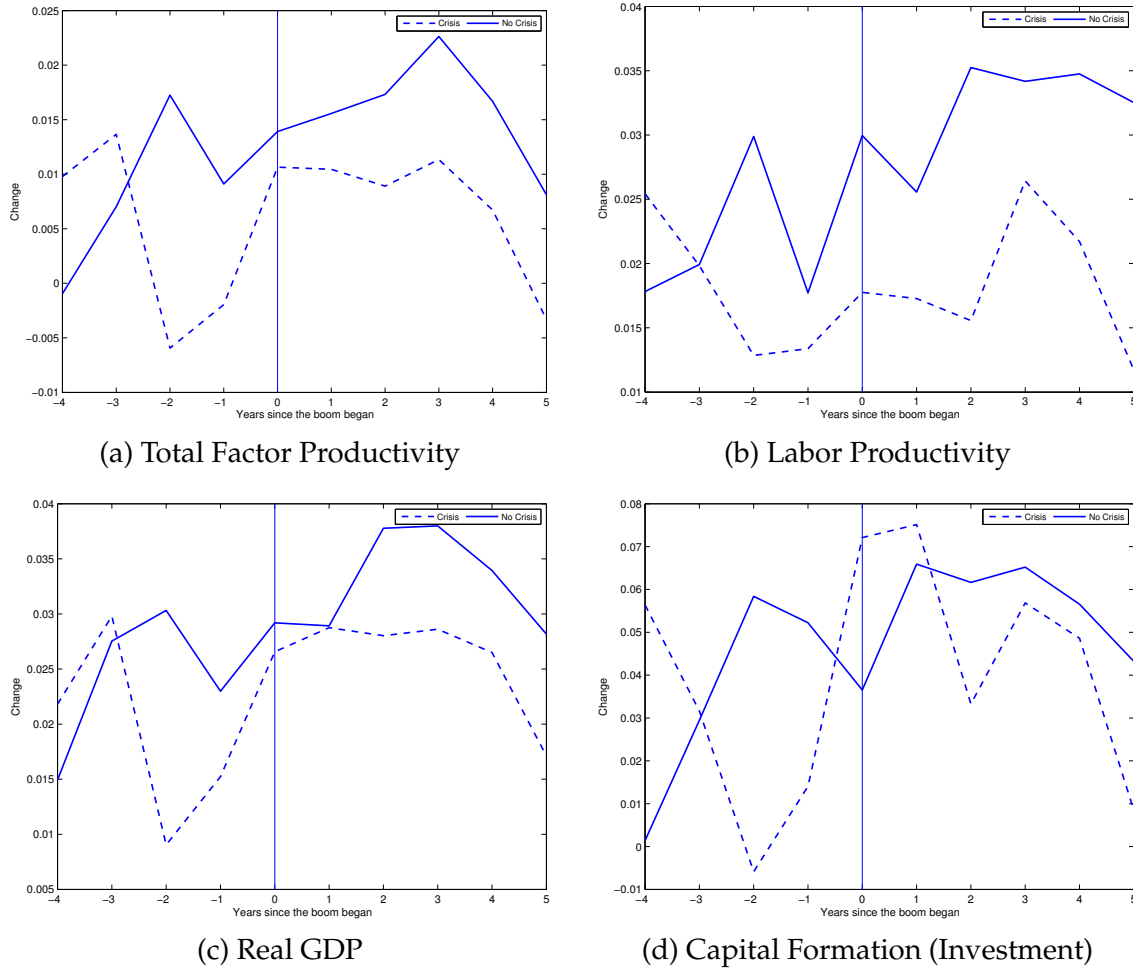 0.025
0.02
0.015
0.01
0.005
0
−0.005
−0.01
Change
Crisis No Crisis
−4 −3 −2 −1 0 1 2 3 4 5
Years since the boom began
(a) Total Factor Productivity
0.04
0.035
0.03
0.025
0.02
0.015
0.01
Change
Crisis No Crisis
−4 −3 −2 −1 0 1 2 3 4 5
Years since the boom began
(b) Labor Productivity
0.04
0.035
0.03
0.025
0.02
0.015
0.01
0.005
Change
Crisis No Crisis
−4 −3 −2 −1 0 1 2 3 4 5
Years since the boom began
(c) Real GDP
0.08
0.07
0.06
0.05
0.04
0.03
0.02
0.01
0
−0.01
Change
Crisis No Crisis
−4 −3 −2 −1 0 1 2 3 4 5
Years since the boom began
(d) Capital Formation (Investment)